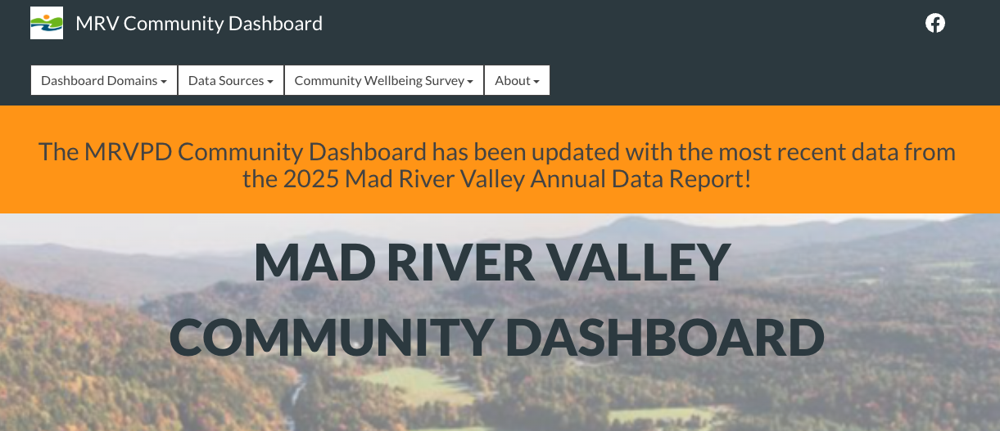 MRV Community Dashboard
Dashboard Domains
Data Sources
Community Wellbeing Survey
About
The MRVPD Community Dashboard has been updated with the most recent data from
the 2025 Mad River Valley Annual Data Report!
MAD RIVER VALLEY
COMMUNITY DASHBOARD